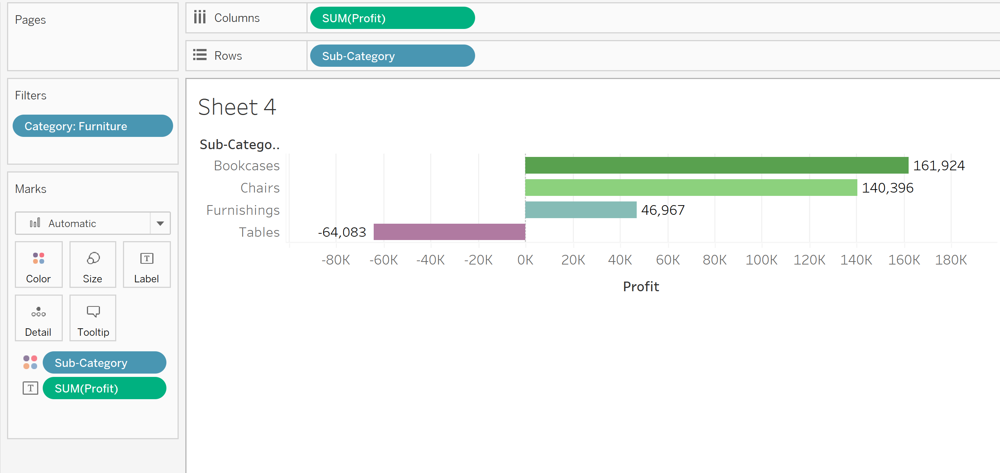 Pages
Columns
SUM(Profit)
Rows
Sub-Category
Filters
Category: Furniture
Marks
Automatic
Color
Size
T
Label
Detail
Tooltip
Sub-Category
T
SUM(Profit)
Sheet 4
Sub-Catego..
Bookcases
161,924
Chairs
140,396
Furnishings
46,967
Tables
-64,083
-80K -60K -40K -20K 0K 20K 40K 60K 80K 100K 120K 140K 160K 180K
Profit